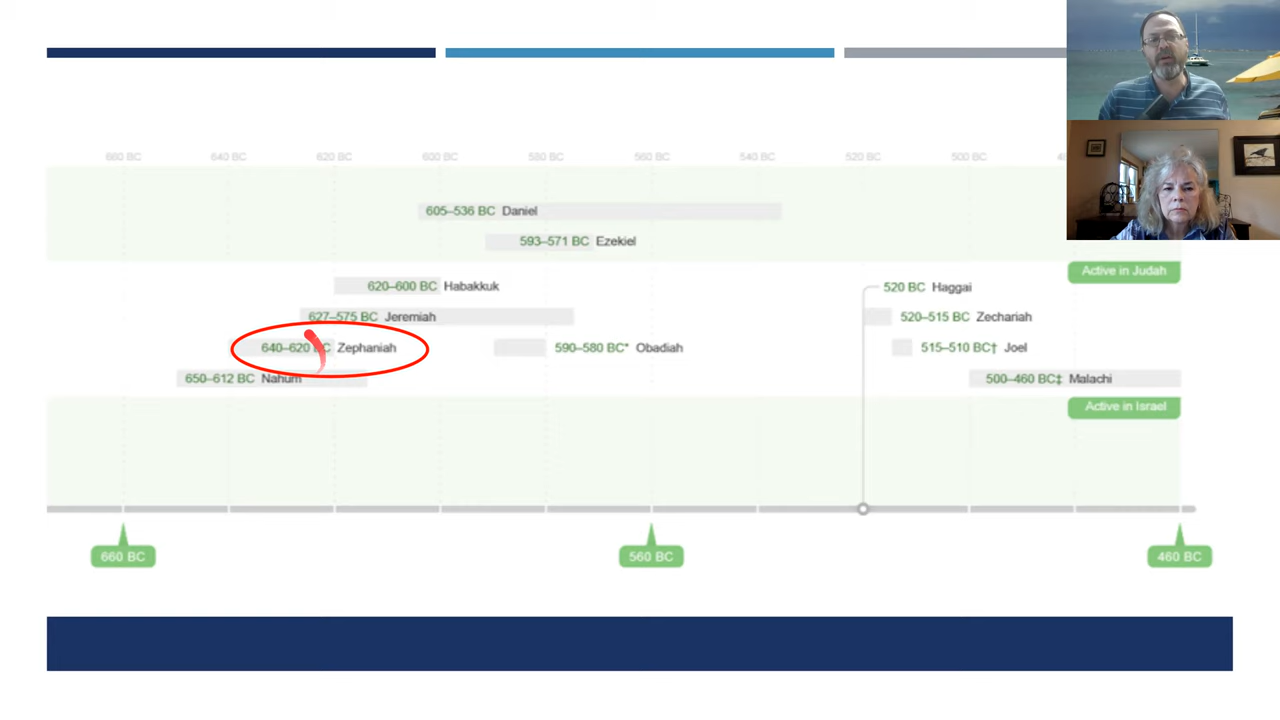 660 BC 640 BC 620 BC 600 BC 580 BC 560 BC 540 BC 520 BC 500 BC
605–536 BC Daniel
593–571 BC Ezekiel
Active in Judah
620–600 BC Habakkuk
520 BC Haggai
627–575 BC Jeremiah
520–515 BC Zechariah
640–620 BC Zephaniah
590–580 BC* Obadiah
515–510 BC† Joel
650–612 BC Nahum
500–460 BC‡ Malachi
Active in Israel
660 BC 560 BC 460 BC